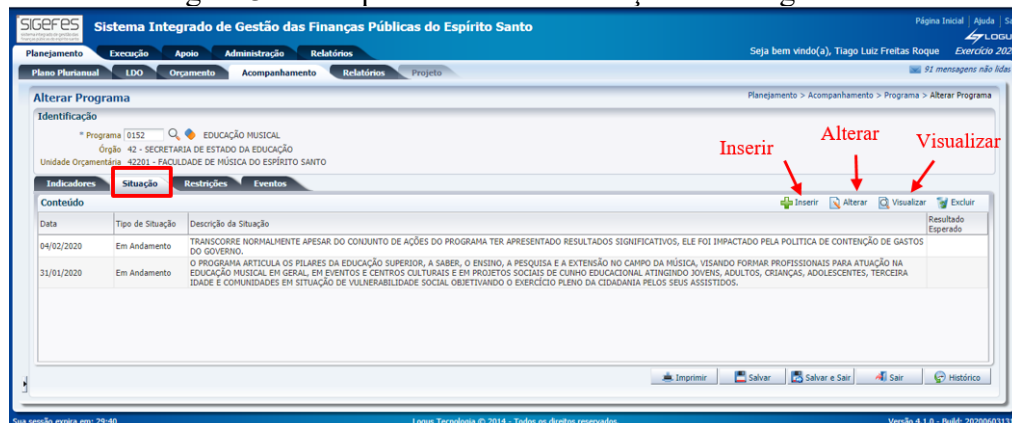 SIGEFES Sistema Integrado de Gestão das Finanças Públicas do Espírito Santo
Página Inicial | Ajuda | Sa
LOGU
Planejamento Execução Apoio Administração Relatórios
Seja bem vindo(a), Tiago Luiz Freitas Roque Exercício 202
Plano Plurianual LDO Orçamento Acompanhamento Relatórios Projeto
91 mensagens não lidas
Alterar Programa
Planejamento > Acompanhamento > Programa > Alterar Programa
Identificação
* Programa 0152 EDUCAÇÃO MUSICAL
Órgão 42 - SECRETARIA DE ESTADO DA EDUCAÇÃO
Unidade Orçamentária 42201 - FACULDADE DE MÚSICA DO ESPÍRITO SANTO
Inserir Alterar Visualizar
Indicadores Situação Restrições Eventos
Conteúdo
Inserir Alterar Visualizar Excluir
Data Tipo de Situação Descrição da Situação Resultado Esperado
04/02/2020 Em Andamento TRANSCORRE NORMALMENTE APESAR DO CONJUNTO DE AÇÕES DO PROGRAMA TER APRESENTADO RESULTADOS SIGNIFICATIVOS, ELE FOI IMPACTADO PELA POLITICA DE CONTENÇÃO DE GASTOS
DO GOVERNO.
31/01/2020 Em Andamento O PROGRAMA ARTICULA OS PILARES DA EDUCAÇÃO SUPERIOR, A SABER, O ENSINO, A PESQUISA E A EXTENSÃO NO CAMPO DA MÚSICA, VISANDO FORMAR PROFISSIONAIS PARA ATUAÇÃO NA
EDUCAÇÃO MUSICAL EM GERAL, EM EVENTOS E CENTROS CULTURAIS E EM PROJETOS SOCIAIS DE CUNHO EDUCACIONAL ATINGINDO JOVENS, ADULTOS, CRIANÇAS, ADOLESCENTES, TERCEIRA
IDADE E COMUNIDADES EM SITUAÇÃO DE VULNERABILIDADE SOCIAL OBJETIVANDO O EXERCÍCIO PLENO DA CIDADANIA PELOS SEUS ASSISTIDOS.
Imprimir Salvar Salvar e Sair Sair Histórico
Sua sessão expira em: 29:40
Logus Tecnologia © 2014 - Todos os direitos reservados
Versão 4.1.0 - Build: 2020060313